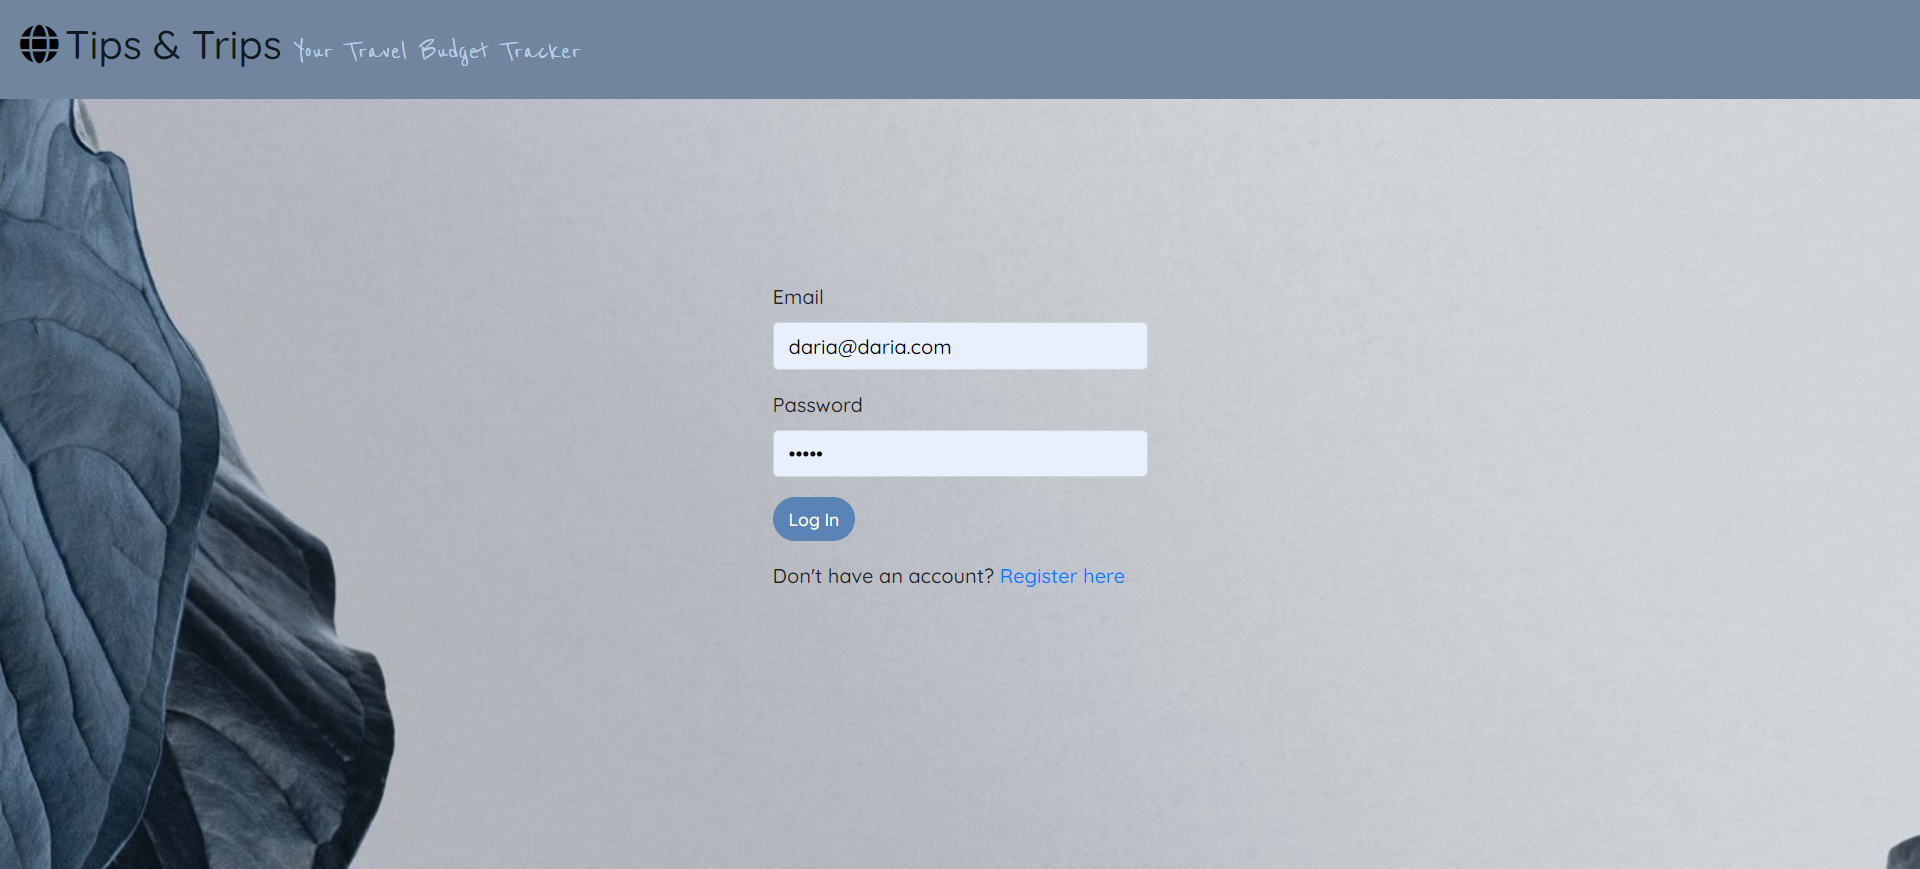 Tips & Trips Your Travel Budget Tracker
Email
daria@daria.com
Password
•••••
Log In
Don't have an account? Register here